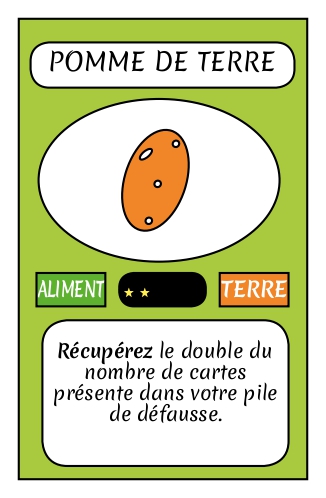 POMME DE TERRE
ALIMENT
TERRE
Récupérez le double du
nombre de cartes
présente dans votre pile
de défausse.